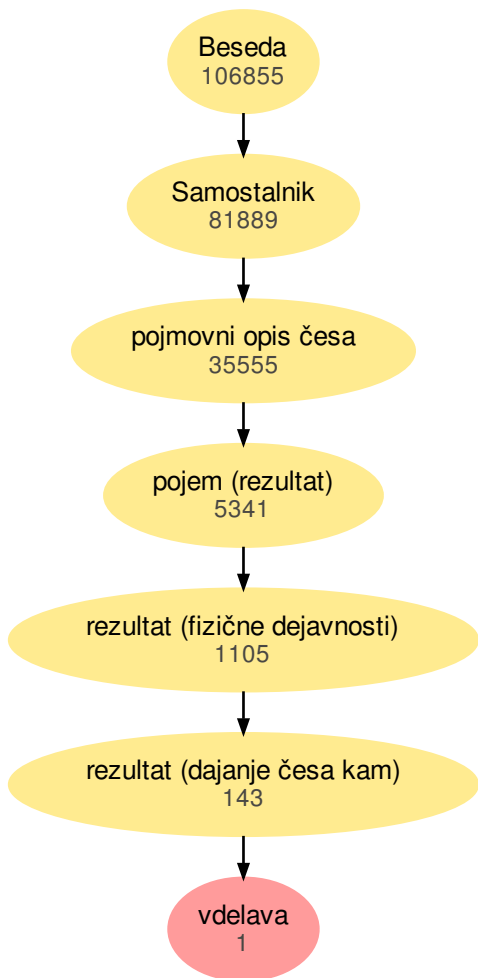 Beseda
106855
Samostalnik
81889
pojmovni opis česa
35555
pojem (rezultat)
5341
rezultat (fizične dejavnosti)
1105
rezultat (dajanje česa kam)
143
vdelava
1